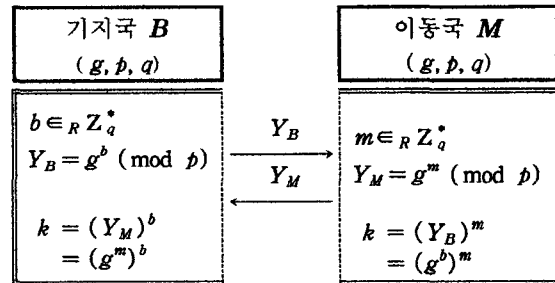 기지국 B
(g, p, q)
이동국 M
(g, p, q)
b ∈_R Z_q^*
Y_B = g^b (mod p)
k = (Y_M)^b
= (g^m)^b
Y_B
Y_M
m ∈_R Z_q^*
Y_M = g^m (mod p)
k = (Y_B)^m
= (g^b)^m